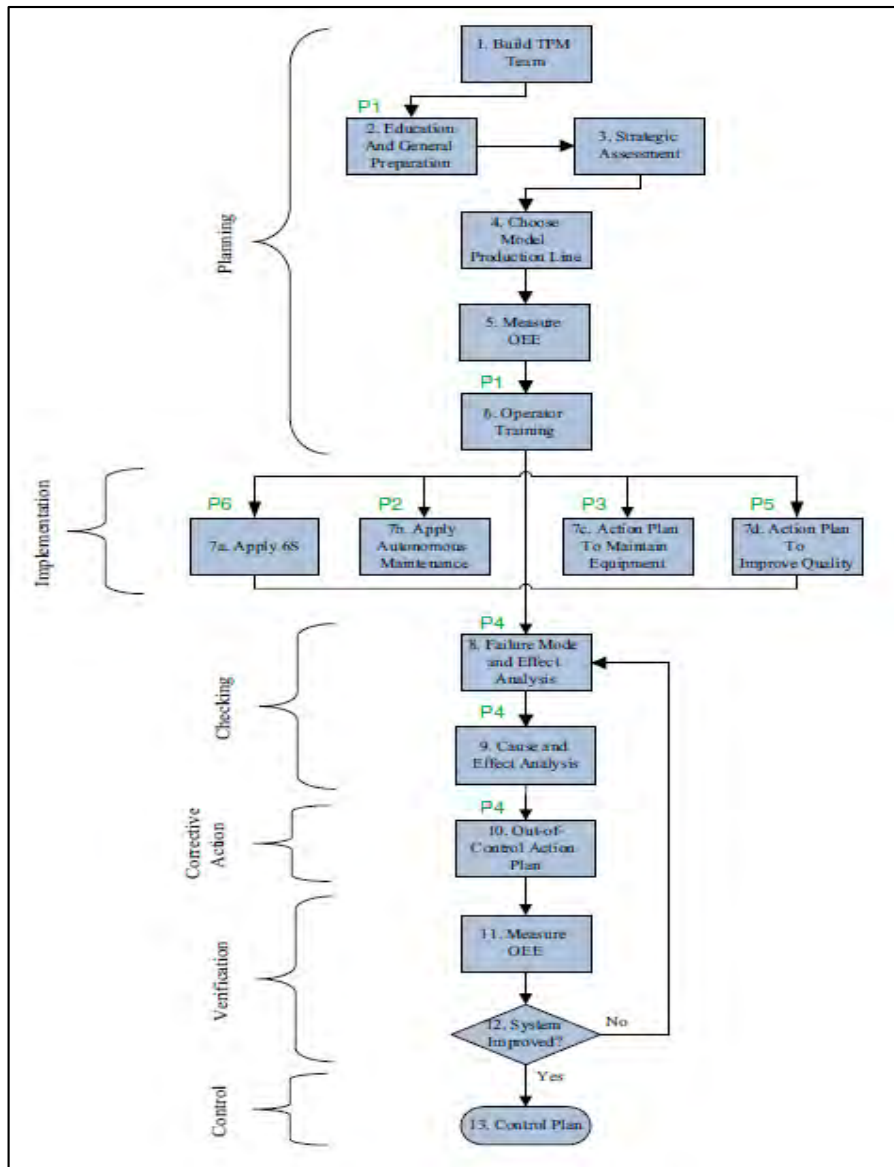 1. Build TPM
Team
P1
2. Education
And General
Preparation
3. Strategic
Assessment
4. Choose
Model
Production Line
5. Measure
OEE
P1
6. Operator
Training
Planning
P6
7a. Apply 6S
P2
7b. Apply
Autonomous
Maintenance
P3
7c. Action Plan
To Maintain
Equipment
P5
7d. Action Plan
To
Improve Quality
Implementation
P4
8. Failure Mode
and Effect
Analysis
P4
9. Cause and
Effect Analysis
Checking
P4
10. Out-of-
Control Action
Plan
Corrective
Action
11. Measure
OEE
12. System
Improved?
No
Yes
Verification
13. Control Plan
Control